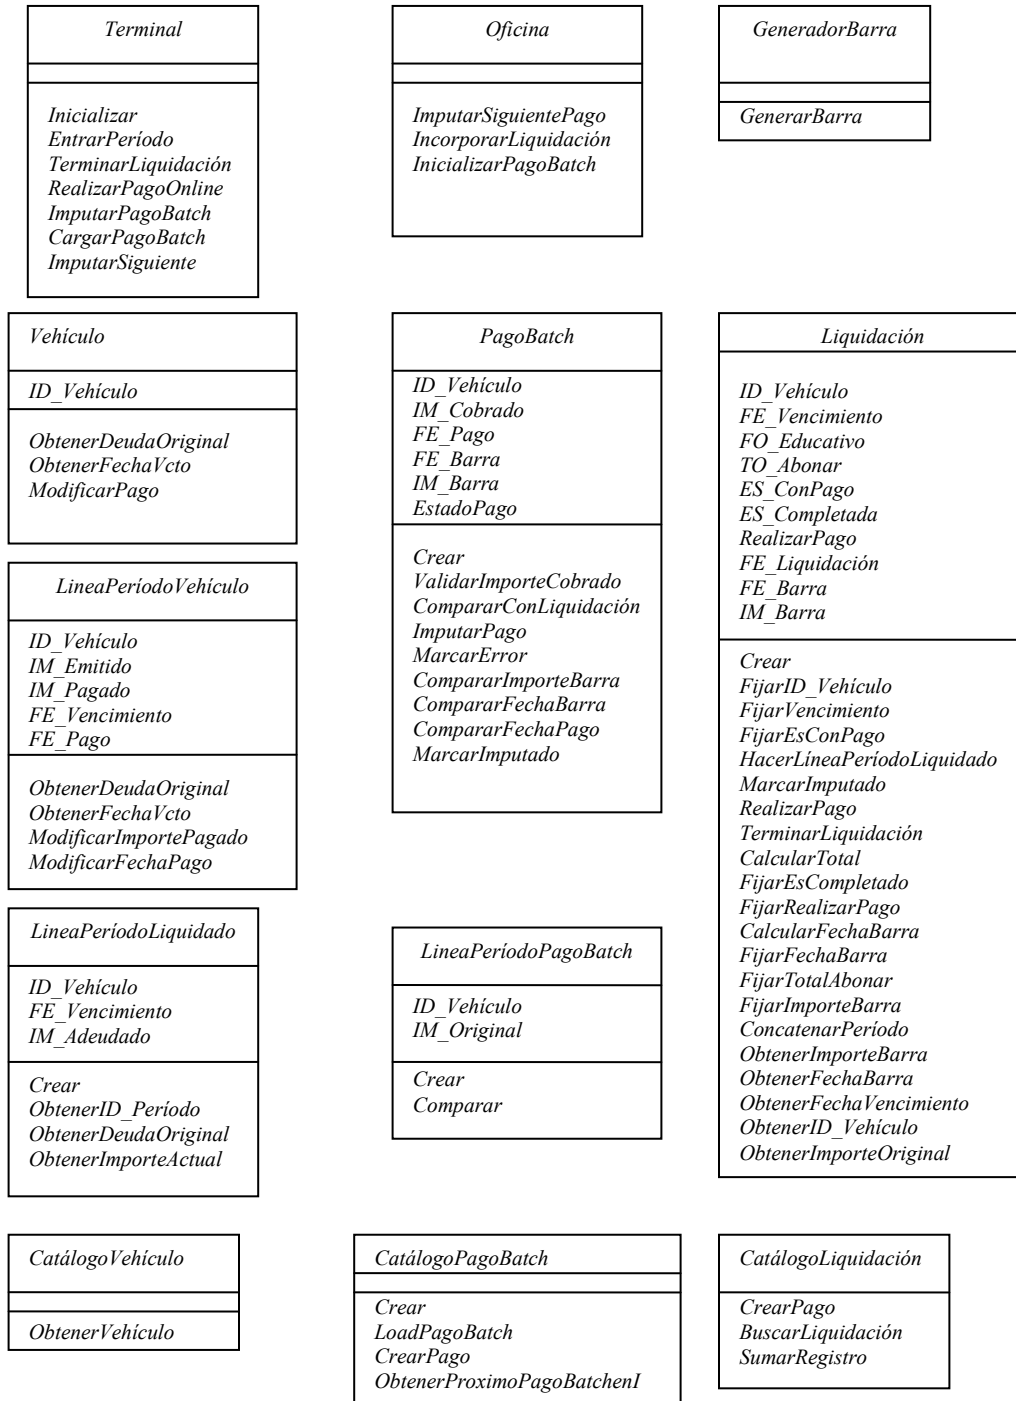 Terminal
Inicializar
EntrarPeríodo
TerminarLiquidación
RealizarPagoOnline
ImputarPagoBatch
CargarPagoBatch
ImputarSiguiente
Oficina
ImputarSiguientePago
IncorporarLiquidación
InicializarPagoBatch
GeneradorBarra
GenerarBarra
Vehículo
ID_Vehículo
ObtenerDeudaOriginal
ObtenerFechaVcto
ModificarPago
PagoBatch
ID_Vehículo
IM_Cobrado
FE_Pago
FE_Barra
IM_Barra
EstadoPago
Crear
ValidarImporteCobrado
CompararConLiquidación
ImputarPago
MarcarError
CompararImporteBarra
CompararFechaBarra
CompararFechaPago
MarcarImputado
Liquidación
ID_Vehículo
FE_Vencimiento
FO_Educativo
TO_Abonar
ES_ConPago
ES_Completada
RealizarPago
FE_Liquidación
FE_Barra
IM_Barra
Crear
FijarID_Vehículo
FijarVencimiento
FijarEsConPago
HacerLíneaPeríodoLiquidado
MarcarImputado
RealizarPago
TerminarLiquidación
CalcularTotal
FijarEsCompletado
FijarRealizarPago
CalcularFechaBarra
FijarFechaBarra
FijarTotalAbonar
FijarImporteBarra
ConcatenarPeríodo
ObtenerImporteBarra
ObtenerFechaBarra
ObtenerFechaVencimiento
ObtenerID_Vehículo
ObtenerImporteOriginal
LineaPeríodoVehículo
ID_Vehículo
IM_Emitido
IM_Pagado
FE_Vencimiento
FE_Pago
ObtenerDeudaOriginal
ObtenerFechaVcto
ModificarImportePagado
ModificarFechaPago
LineaPeríodoLiquidado
ID_Vehículo
FE_Vencimiento
IM_Adeudado
Crear
ObtenerID_Período
ObtenerDeudaOriginal
ObtenerImporteActual
LineaPeríodoPagoBatch
ID_Vehículo
IM_Original
Crear
Comparar
CatálogoVehículo
ObtenerVehículo
CatálogoPagoBatch
Crear
LoadPagoBatch
CrearPago
ObtenerProximoPagoBatchenI
CatálogoLiquidación
CrearPago
BuscarLiquidación
SumarRegistro